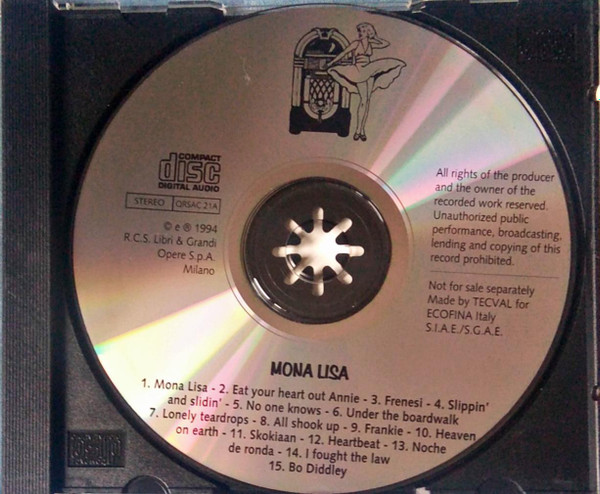 COMPACT
disc
DIGITAL AUDIO
STEREO QRSAC 21A
© ℗ 1994
R.C.S. Libri & Grandi
Opere S.p.A.
Milano
All rights of the producer
and the owner of the
recorded work reserved.
Unauthorized public
performance, broadcasting,
lending and copying of this
record prohibited.
Not for sale separately
Made by TECVAL for
ECOFINA Italy
S.I.A.E./S.G.A.E.
MONA LISA
1. Mona Lisa - 2. Eat your heart out Annie - 3. Frenesi - 4. Slippin'
and slidin' - 5. No one knows - 6. Under the boardwalk
7. Lonely teardrops - 8. All shook up - 9. Frankie - 10. Heaven
on earth - 11. Skokiaan - 12. Heartbeat - 13. Noche
de ronda - 14. I fought the law
15. Bo Diddley